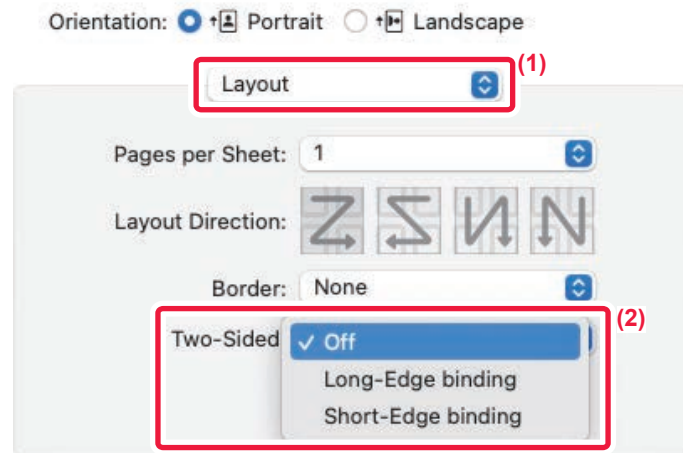 Orientation: Portrait Landscape
(1)
Layout
Pages per Sheet: 1
Layout Direction:
Border: None
(2)
Two-Sided ✓ Off
Long-Edge binding
Short-Edge binding